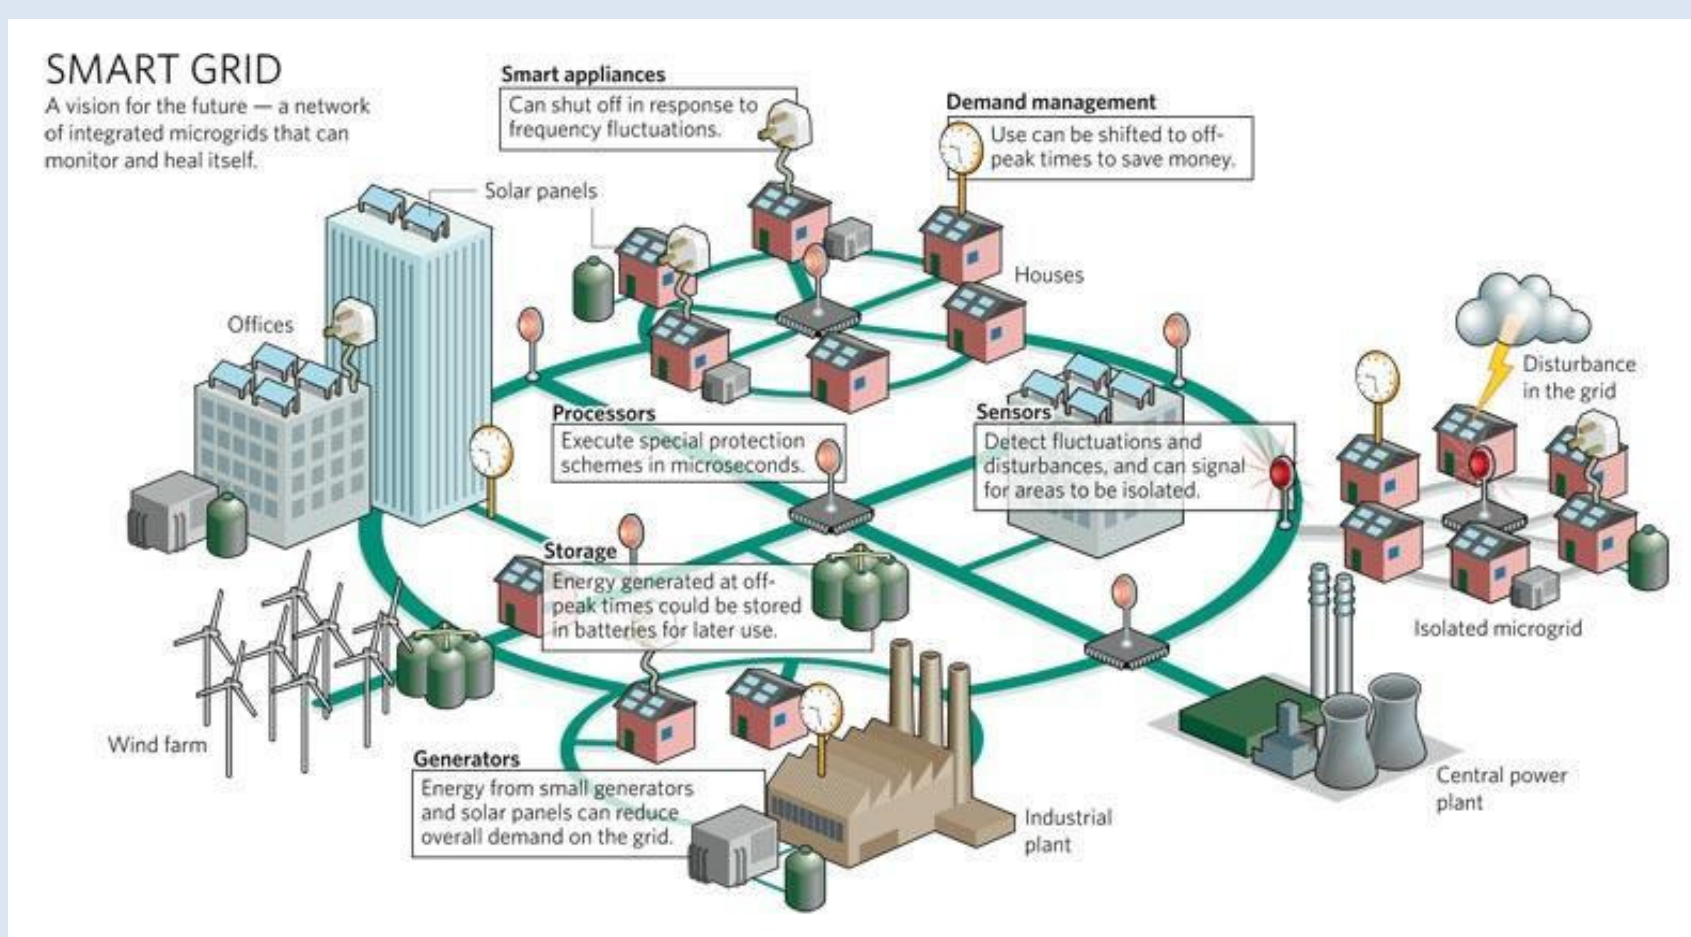 SMART GRID
A vision for the future — a network
of integrated microgrids that can
monitor and heal itself.
Smart appliances
Can shut off in response to
frequency fluctuations.
Demand management
Use can be shifted to off-
peak times to save money.
Solar panels
Houses
Offices
Disturbance
in the grid
Processors
Execute special protection
schemes in microseconds.
Sensors
Detect fluctuations and
disturbances, and can signal
for areas to be isolated.
Storage
Energy generated at off-
peak times could be stored
in batteries for later use.
Isolated microgrid
Wind farm
Generators
Energy from small generators
and solar panels can reduce
overall demand on the grid.
Industrial
plant
Central power
plant